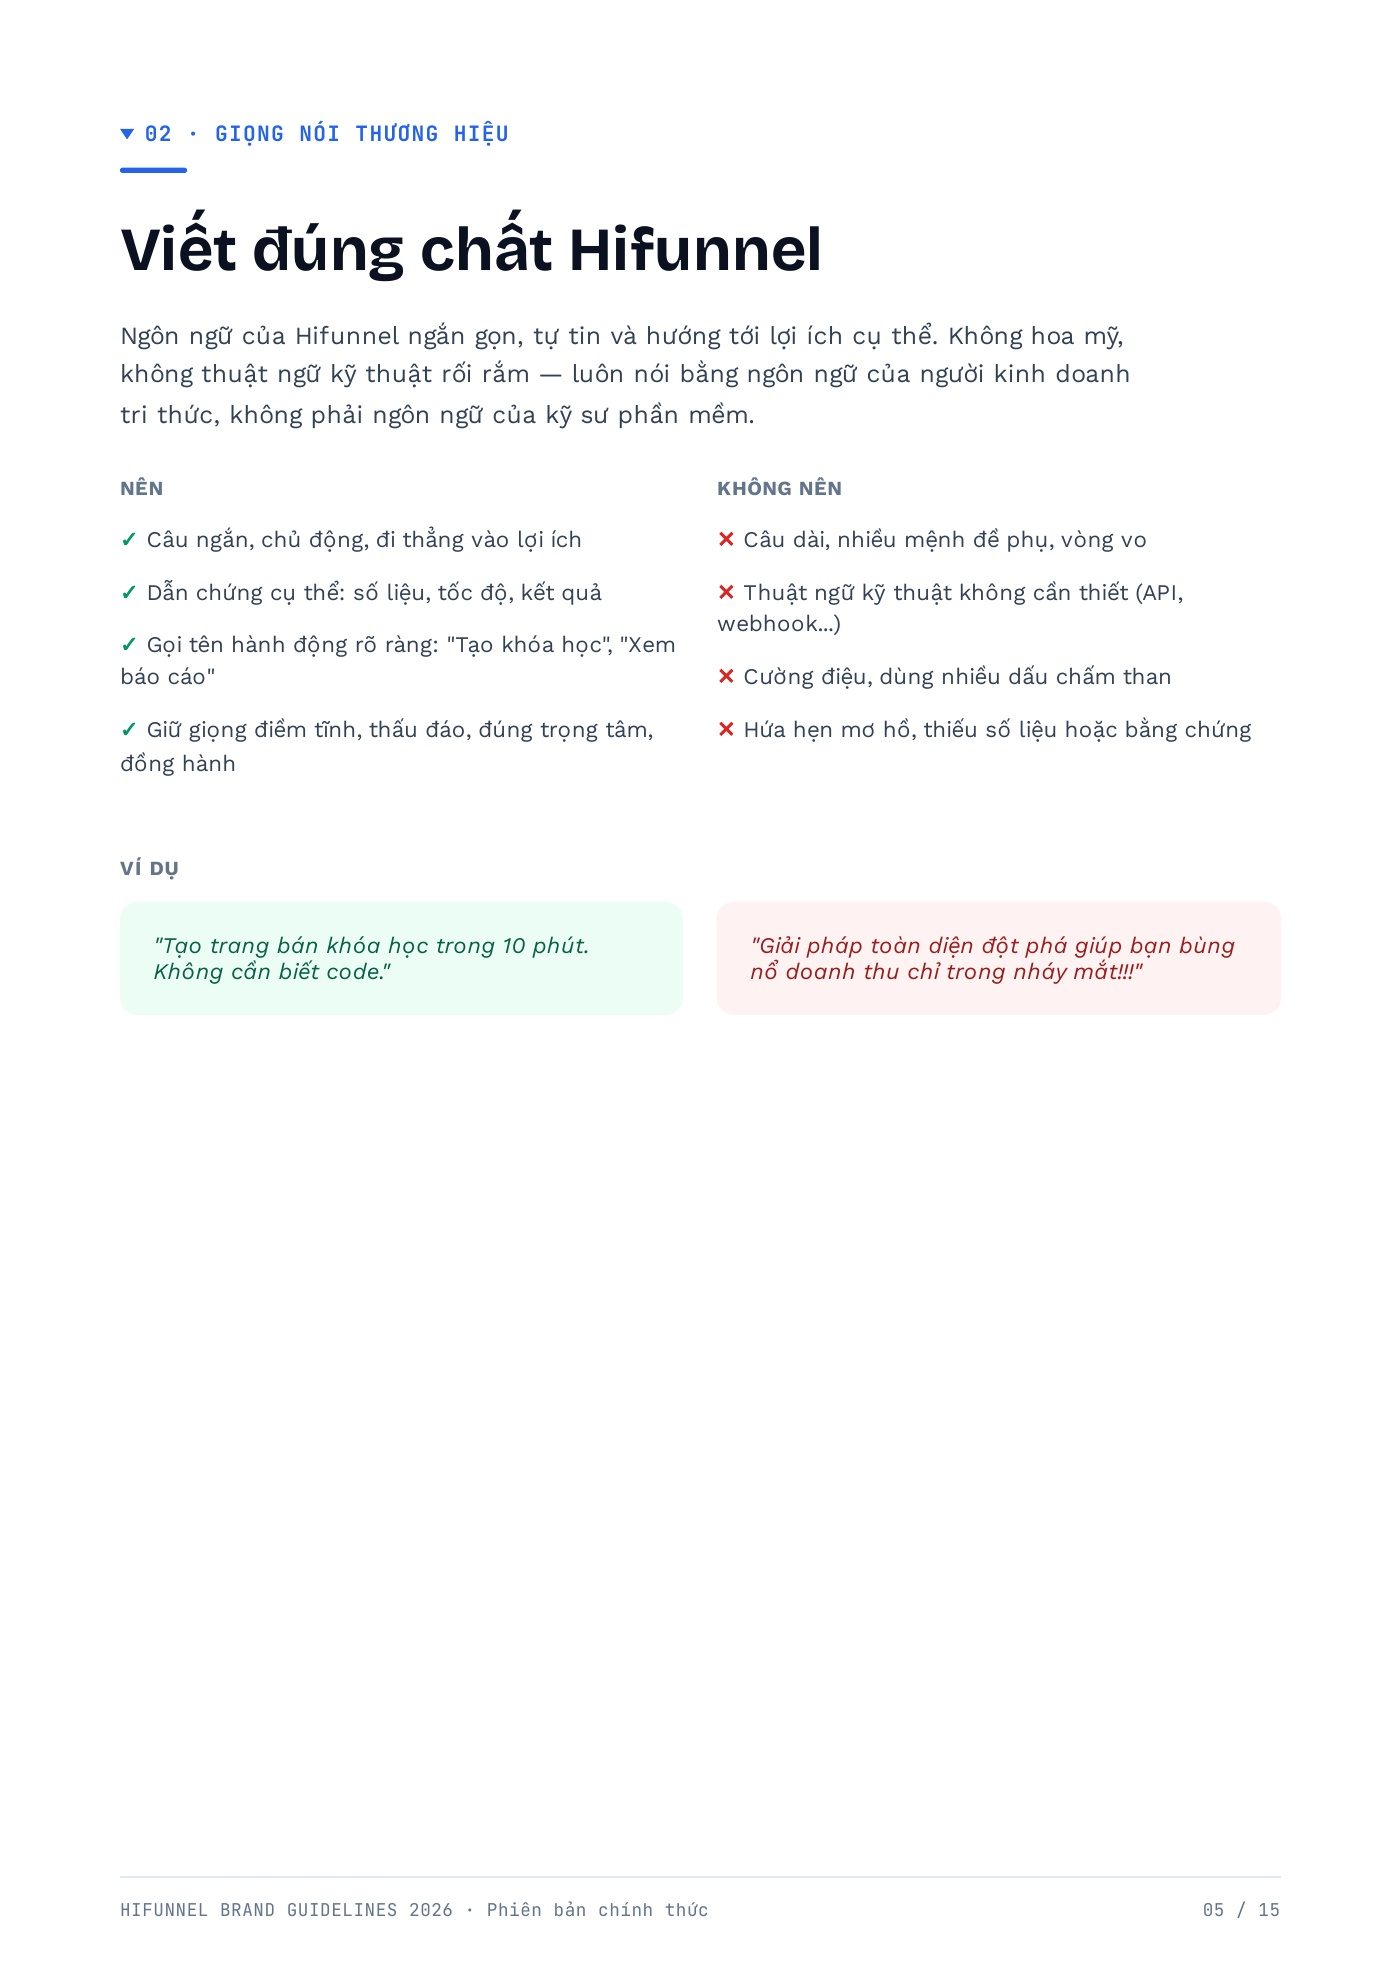 ▼ 02 · GIỌNG NÓI THƯƠNG HIỆU
Viết đúng chất Hifunnel
Ngôn ngữ của Hifunnel ngắn gọn, tự tin và hướng tới lợi ích cụ thể. Không hoa mỹ,
không thuật ngữ kỹ thuật rối rắm — luôn nói bằng ngôn ngữ của người kinh doanh
tri thức, không phải ngôn ngữ của kỹ sư phần mềm.
NÊN
✓ Câu ngắn, chủ động, đi thẳng vào lợi ích
✓ Dẫn chứng cụ thể: số liệu, tốc độ, kết quả
✓ Gọi tên hành động rõ ràng: "Tạo khóa học", "Xem
báo cáo"
✓ Giữ giọng điềm tĩnh, thấu đáo, đúng trọng tâm,
đồng hành
KHÔNG NÊN
✕ Câu dài, nhiều mệnh đề phụ, vòng vo
✕ Thuật ngữ kỹ thuật không cần thiết (API,
webhook...)
✕ Cường điệu, dùng nhiều dấu chấm than
✕ Hứa hẹn mơ hồ, thiếu số liệu hoặc bằng chứng
VÍ DỤ
"Tạo trang bán khóa học trong 10 phút.
Không cần biết code."
"Giải pháp toàn diện đột phá giúp bạn bùng
nổ doanh thu chỉ trong nháy mắt!!!"
HIFUNNEL BRAND GUIDELINES 2026 · Phiên bản chính thức
05 / 15